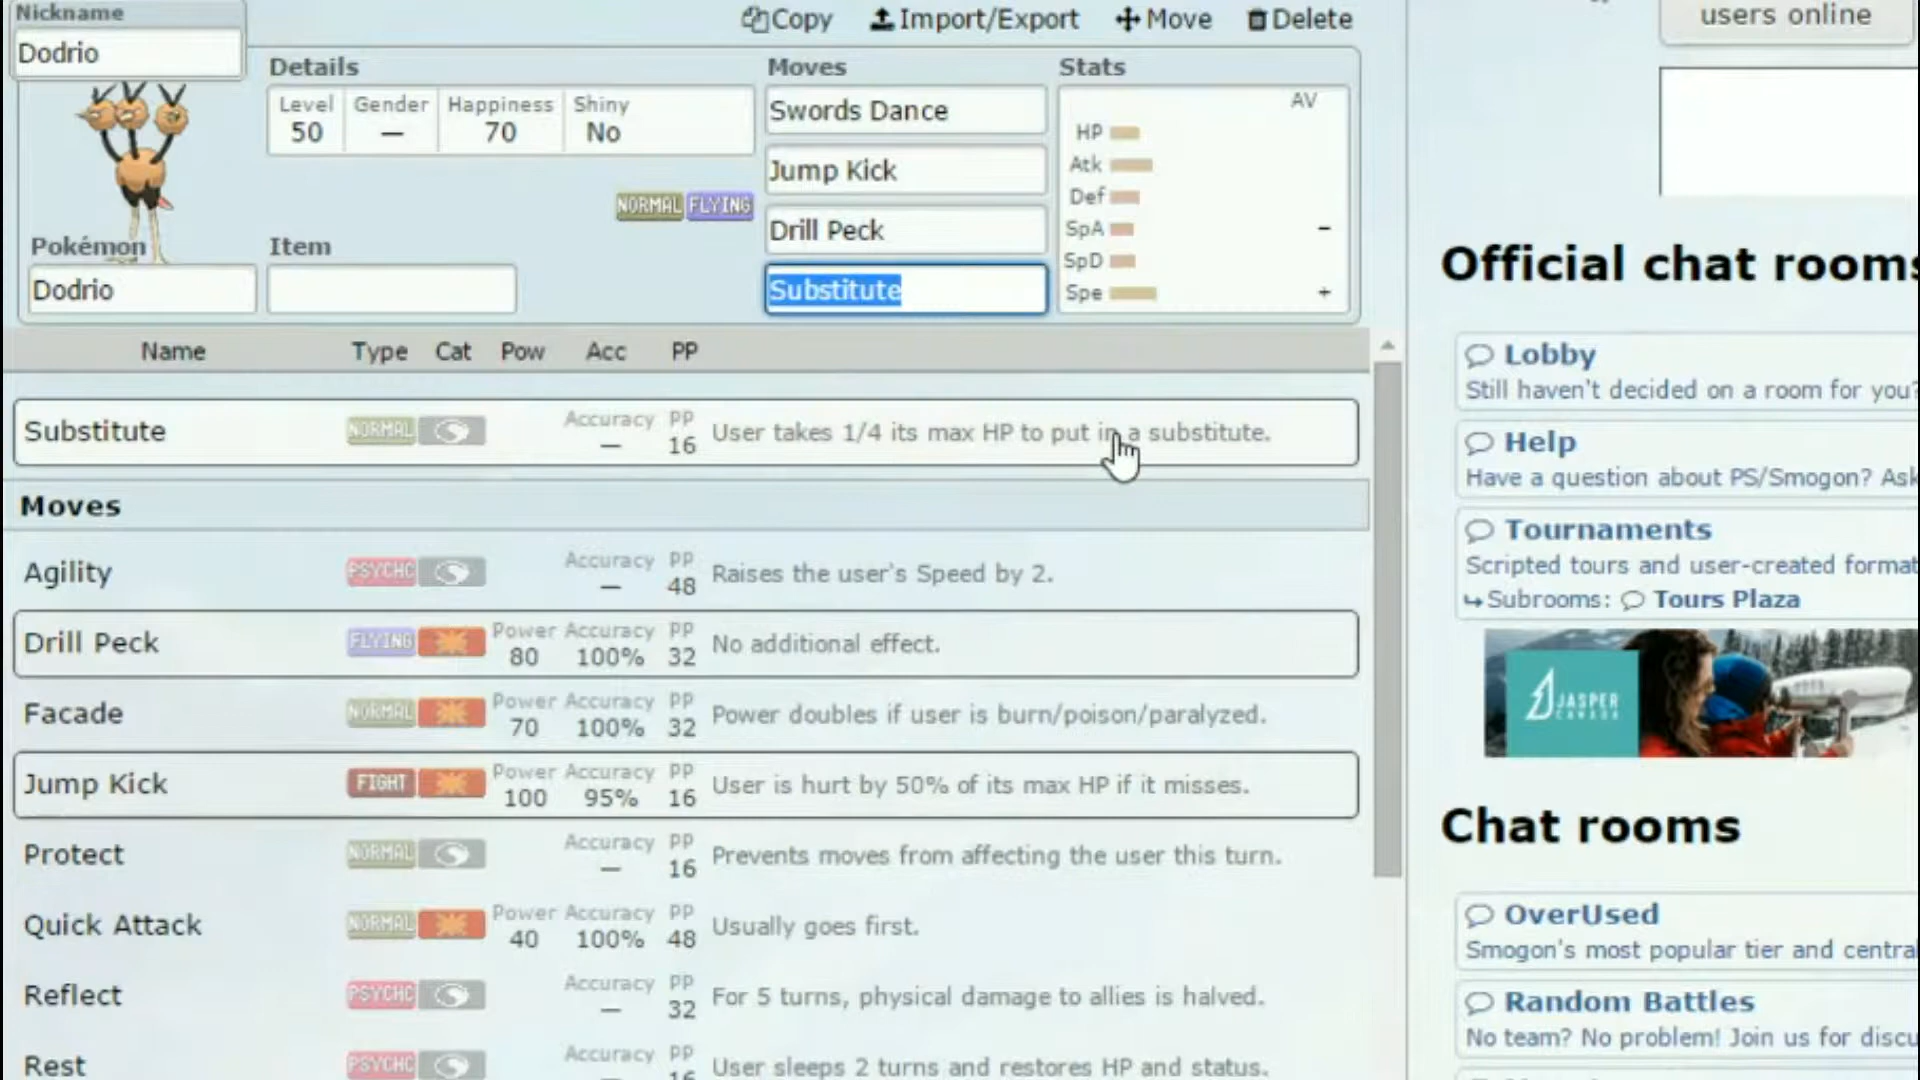 Nickname
Dodrio
Copy Import/Export Move Delete
Details
Level Gender Happiness Shiny
50 — 70 No
NORMAL FLYING
Pokémon
Dodrio
Item
Moves
Swords Dance
Jump Kick
Drill Peck
Substitute
Stats
AV
HP
Atk
Def
SpA −
SpD
Spe +
Name Type Cat Pow Acc PP
Substitute NORMAL Accuracy — PP 16 User takes 1/4 its max HP to put in a substitute.
Moves
Agility PSYCHC Accuracy — PP 48 Raises the user's Speed by 2.
Drill Peck FLYING Power 80 Accuracy 100% PP 32 No additional effect.
Facade NORMAL Power 70 Accuracy 100% PP 32 Power doubles if user is burn/poison/paralyzed.
Jump Kick FIGHT Power 100 Accuracy 95% PP 16 User is hurt by 50% of its max HP if it misses.
Protect NORMAL Accuracy — PP 16 Prevents moves from affecting the user this turn.
Quick Attack NORMAL Power 40 Accuracy 100% PP 48 Usually goes first.
Reflect PSYCHC Accuracy — PP 32 For 5 turns, physical damage to allies is halved.
Rest PSYCHC Accuracy — PP 16 User sleeps 2 turns and restores HP and status.
users online
Official chat rooms
Lobby
Still haven't decided on a room for you?
Help
Have a question about PS/Smogon? Ask
Tournaments
Scripted tours and user-created format
↳ Subrooms: Tours Plaza
JASPER
CANADA
Chat rooms
OverUsed
Smogon's most popular tier and centra
Random Battles
No team? No problem! Join us for discu